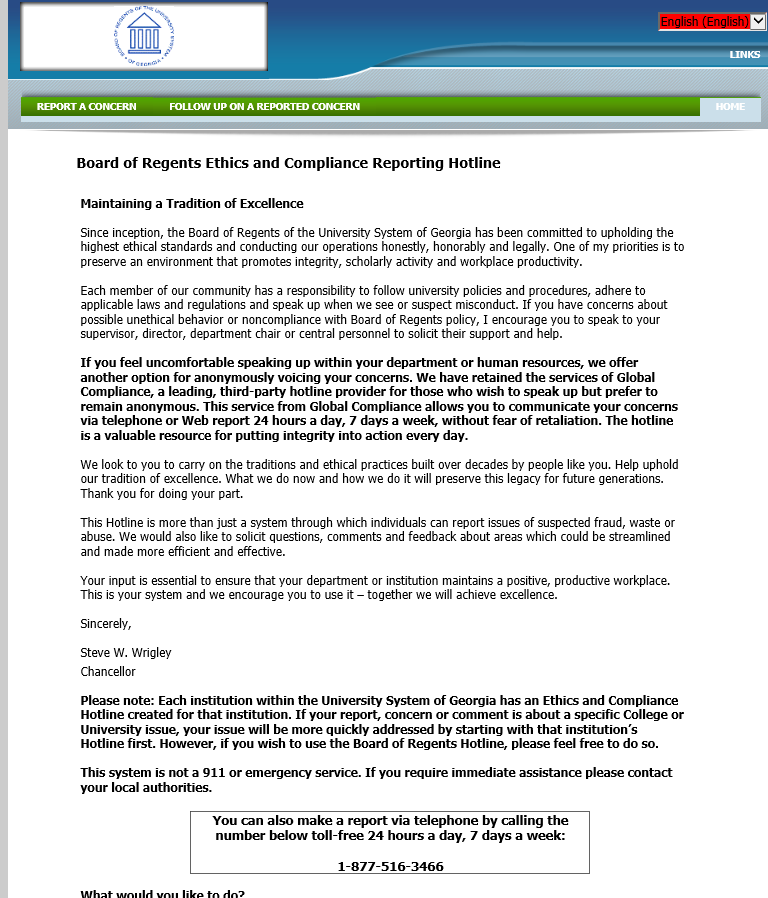 BOARD OF REGENTS OF THE UNIVERSITY SYSTEM
OF GEORGIA
English (English)
LINKS
REPORT A CONCERN
FOLLOW UP ON A REPORTED CONCERN
HOME
Board of Regents Ethics and Compliance Reporting Hotline
Maintaining a Tradition of Excellence
Since inception, the Board of Regents of the University System of Georgia has been committed to upholding the
highest ethical standards and conducting our operations honestly, honorably and legally. One of my priorities is to
preserve an environment that promotes integrity, scholarly activity and workplace productivity.
Each member of our community has a responsibility to follow university policies and procedures, adhere to
applicable laws and regulations and speak up when we see or suspect misconduct. If you have concerns about
possible unethical behavior or noncompliance with Board of Regents policy, I encourage you to speak to your
supervisor, director, department chair or central personnel to solicit their support and help.
If you feel uncomfortable speaking up within your department or human resources, we offer
another option for anonymously voicing your concerns. We have retained the services of Global
Compliance, a leading, third-party hotline provider for those who wish to speak up but prefer to
remain anonymous. This service from Global Compliance allows you to communicate your concerns
via telephone or Web report 24 hours a day, 7 days a week, without fear of retaliation. The hotline
is a valuable resource for putting integrity into action every day.
We look to you to carry on the traditions and ethical practices built over decades by people like you. Help uphold
our tradition of excellence. What we do now and how we do it will preserve this legacy for future generations.
Thank you for doing your part.
This Hotline is more than just a system through which individuals can report issues of suspected fraud, waste or
abuse. We would also like to solicit questions, comments and feedback about areas which could be streamlined
and made more efficient and effective.
Your input is essential to ensure that your department or institution maintains a positive, productive workplace.
This is your system and we encourage you to use it – together we will achieve excellence.
Sincerely,
Steve W. Wrigley
Chancellor
Please note: Each institution within the University System of Georgia has an Ethics and Compliance
Hotline created for that institution. If your report, concern or comment is about a specific College or
University issue, your issue will be more quickly addressed by starting with that institution’s
Hotline first. However, if you wish to use the Board of Regents Hotline, please feel free to do so.
This system is not a 911 or emergency service. If you require immediate assistance please contact
your local authorities.
You can also make a report via telephone by calling the
number below toll-free 24 hours a day, 7 days a week:
1-877-516-3466
What would you like to do?